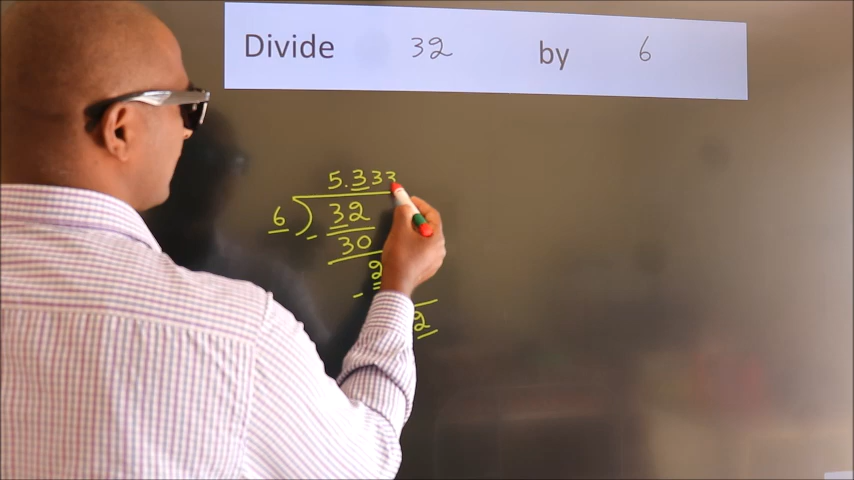 Divide 32 by 6
5.333
6 ) 32
- 30
2
-
2